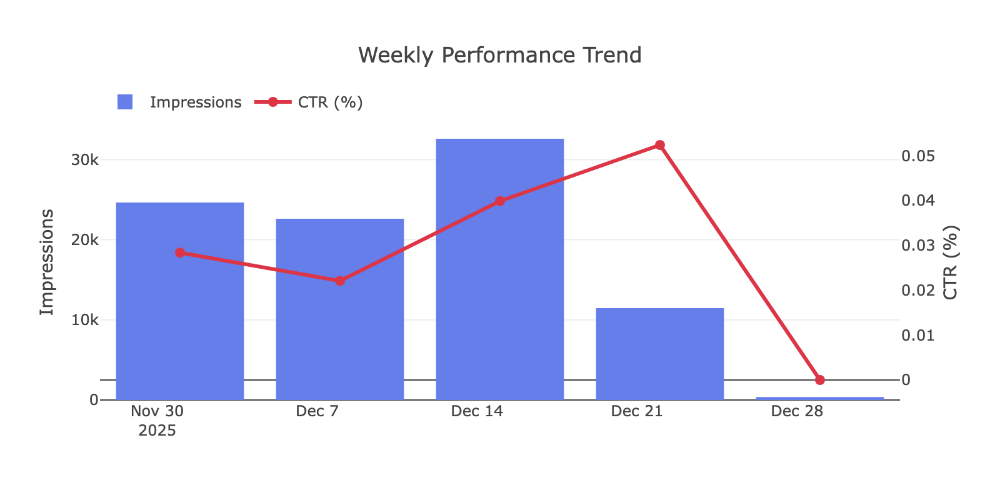 Weekly Performance Trend
Impressions
CTR (%)
30k
20k
10k
0
Impressions
0.05
0.04
0.03
0.02
0.01
0
CTR (%)
Nov 30
2025
Dec 7
Dec 14
Dec 21
Dec 28